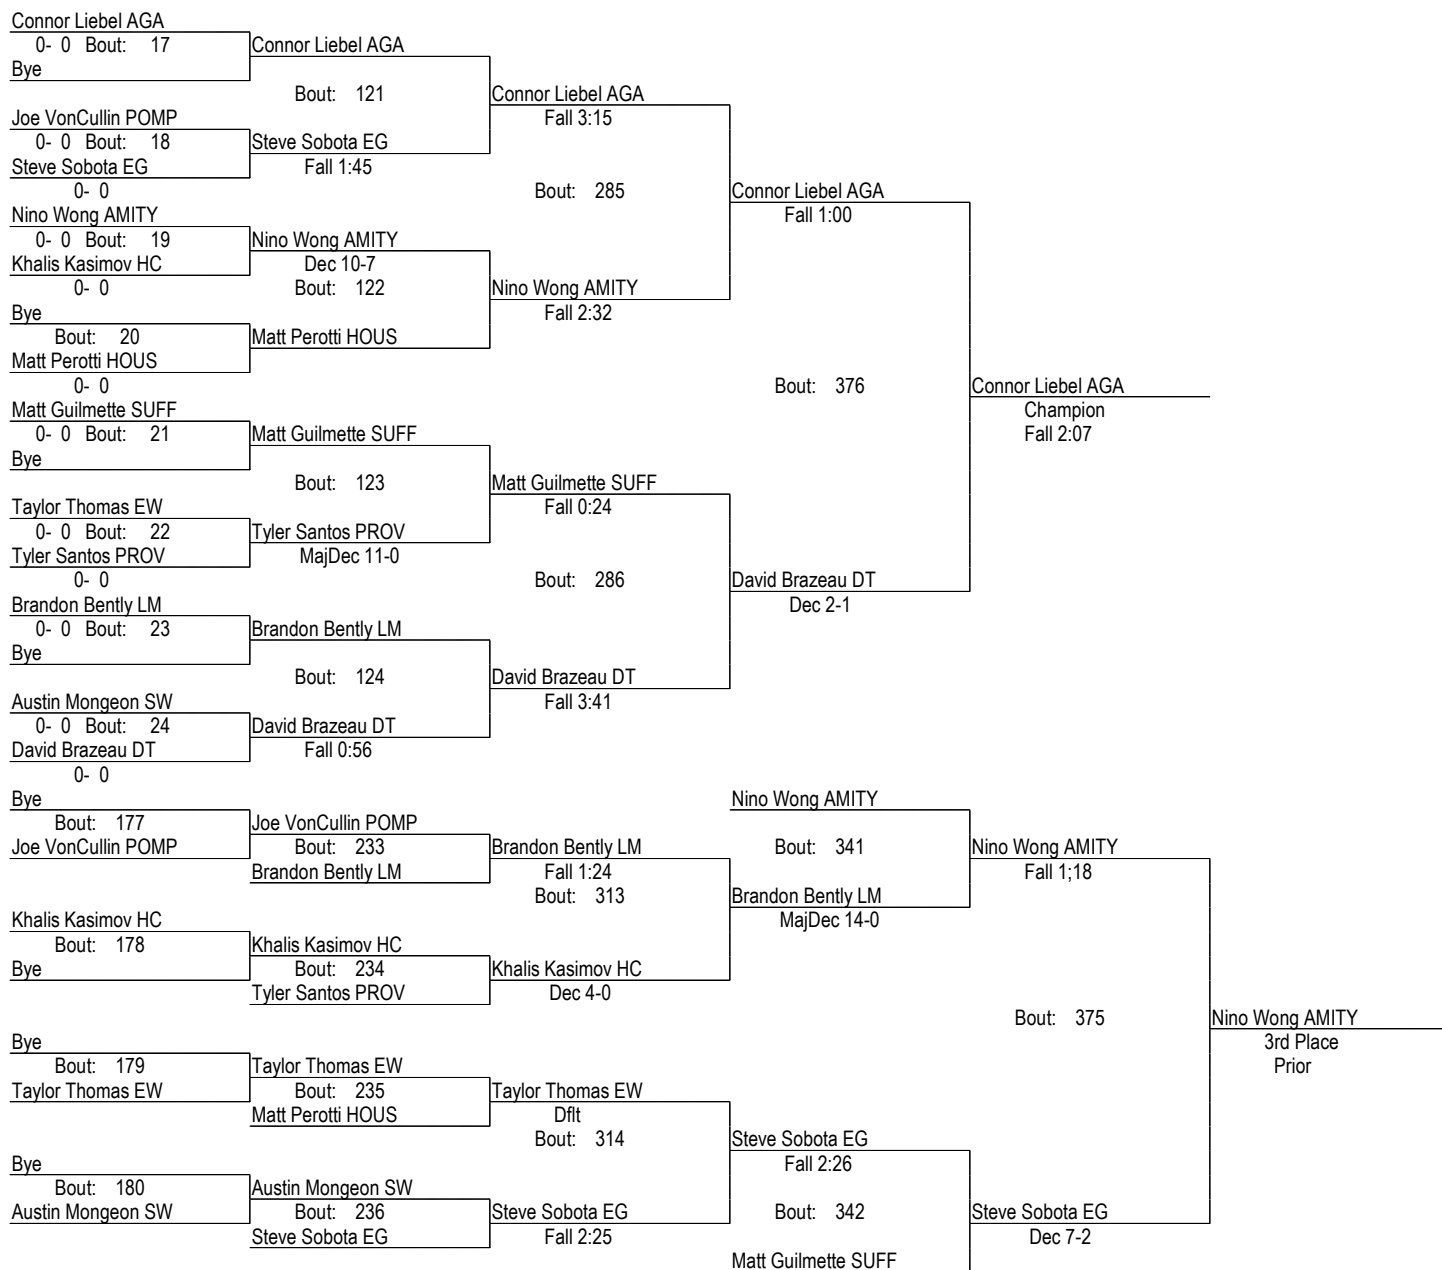 Connor Liebel AGA
0- 0 Bout: 17
Connor Liebel AGA
Bye
Bout: 121
Connor Liebel AGA
Joe VonCullin POMP
Fall 3:15
0- 0 Bout: 18
Steve Sobota EG
Steve Sobota EG
Fall 1:45
0- 0
Bout: 285
Connor Liebel AGA
Nino Wong AMITY
Fall 1:00
0- 0 Bout: 19
Nino Wong AMITY
Khalis Kasimov HC
Dec 10-7
0- 0
Bout: 122
Nino Wong AMITY
Bye
Fall 2:32
Bout: 20
Matt Perotti HOUS
Matt Perotti HOUS
0- 0
Bout: 376
Connor Liebel AGA
Matt Guilmette SUFF
Champion
0- 0 Bout: 21
Matt Guilmette SUFF
Fall 2:07
Bye
Bout: 123
Matt Guilmette SUFF
Taylor Thomas EW
Fall 0:24
0- 0 Bout: 22
Tyler Santos PROV
Tyler Santos PROV
MajDec 11-0
0- 0
Bout: 286
David Brazeau DT
Brandon Bently LM
Dec 2-1
0- 0 Bout: 23
Brandon Bently LM
Bye
Bout: 124
David Brazeau DT
Austin Mongeon SW
Fall 3:41
0- 0 Bout: 24
David Brazeau DT
David Brazeau DT
Fall 0:56
0- 0
Bye
Nino Wong AMITY
Bout: 177
Joe VonCullin POMP
Joe VonCullin POMP
Bout: 233
Brandon Bently LM
Bout: 341
Nino Wong AMITY
Brandon Bently LM
Fall 1:24
Fall 1;18
Bout: 313
Brandon Bently LM
Khalis Kasimov HC
MajDec 14-0
Bout: 178
Khalis Kasimov HC
Bye
Bout: 234
Khalis Kasimov HC
Tyler Santos PROV
Dec 4-0
Bout: 375
Nino Wong AMITY
Bye
3rd Place
Bout: 179
Taylor Thomas EW
Prior
Taylor Thomas EW
Bout: 235
Taylor Thomas EW
Matt Perotti HOUS
Dflt
Bout: 314
Steve Sobota EG
Bye
Fall 2:26
Bout: 180
Austin Mongeon SW
Austin Mongeon SW
Bout: 236
Steve Sobota EG
Bout: 342
Steve Sobota EG
Steve Sobota EG
Fall 2:25
Dec 7-2
Matt Guilmette SUFF